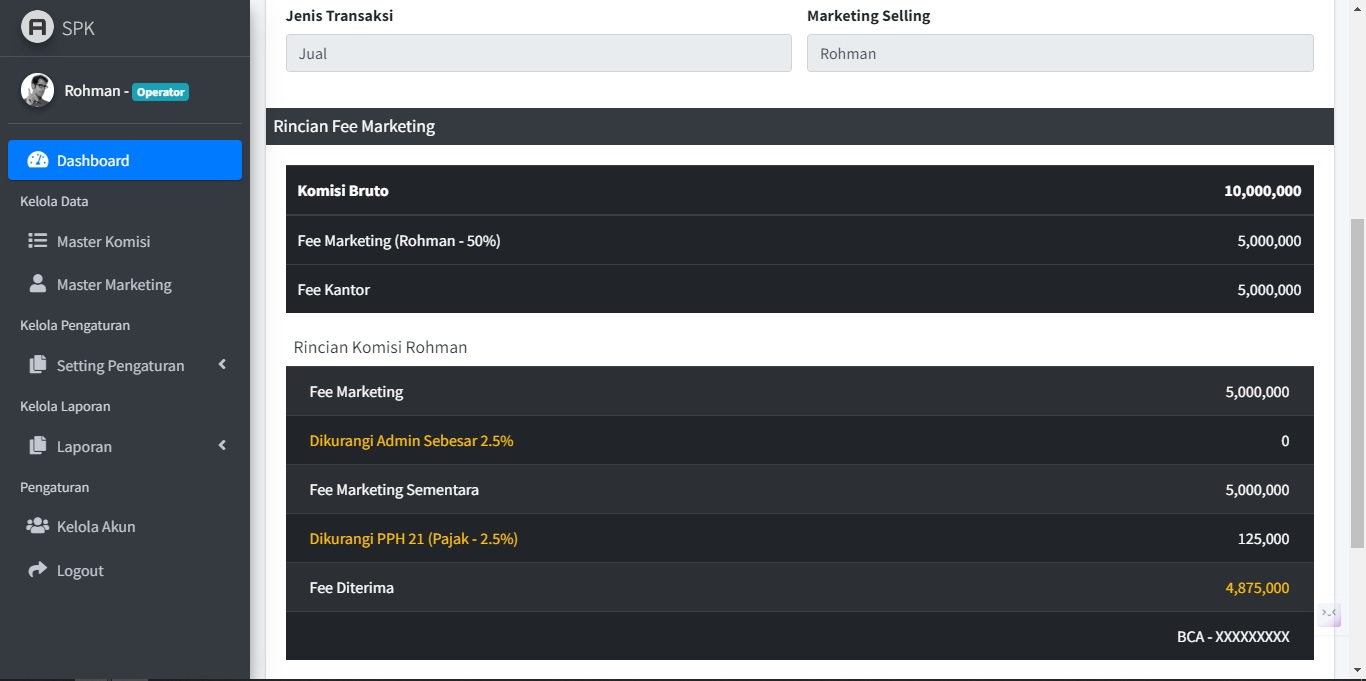 SPK
Rohman - Operator
Dashboard
Kelola Data
Master Komisi
Master Marketing
Kelola Pengaturan
Setting Pengaturan
Kelola Laporan
Laporan
Pengaturan
Kelola Akun
Logout
Jenis Transaksi
Jual
Marketing Selling
Rohman
Rincian Fee Marketing
Komisi Bruto 10,000,000
Fee Marketing (Rohman - 50%) 5,000,000
Fee Kantor 5,000,000
Rincian Komisi Rohman
Fee Marketing 5,000,000
Dikurangi Admin Sebesar 2.5% 0
Fee Marketing Sementara 5,000,000
Dikurangi PPH 21 (Pajak - 2.5%) 125,000
Fee Diterima 4,875,000
BCA - XXXXXXXXX